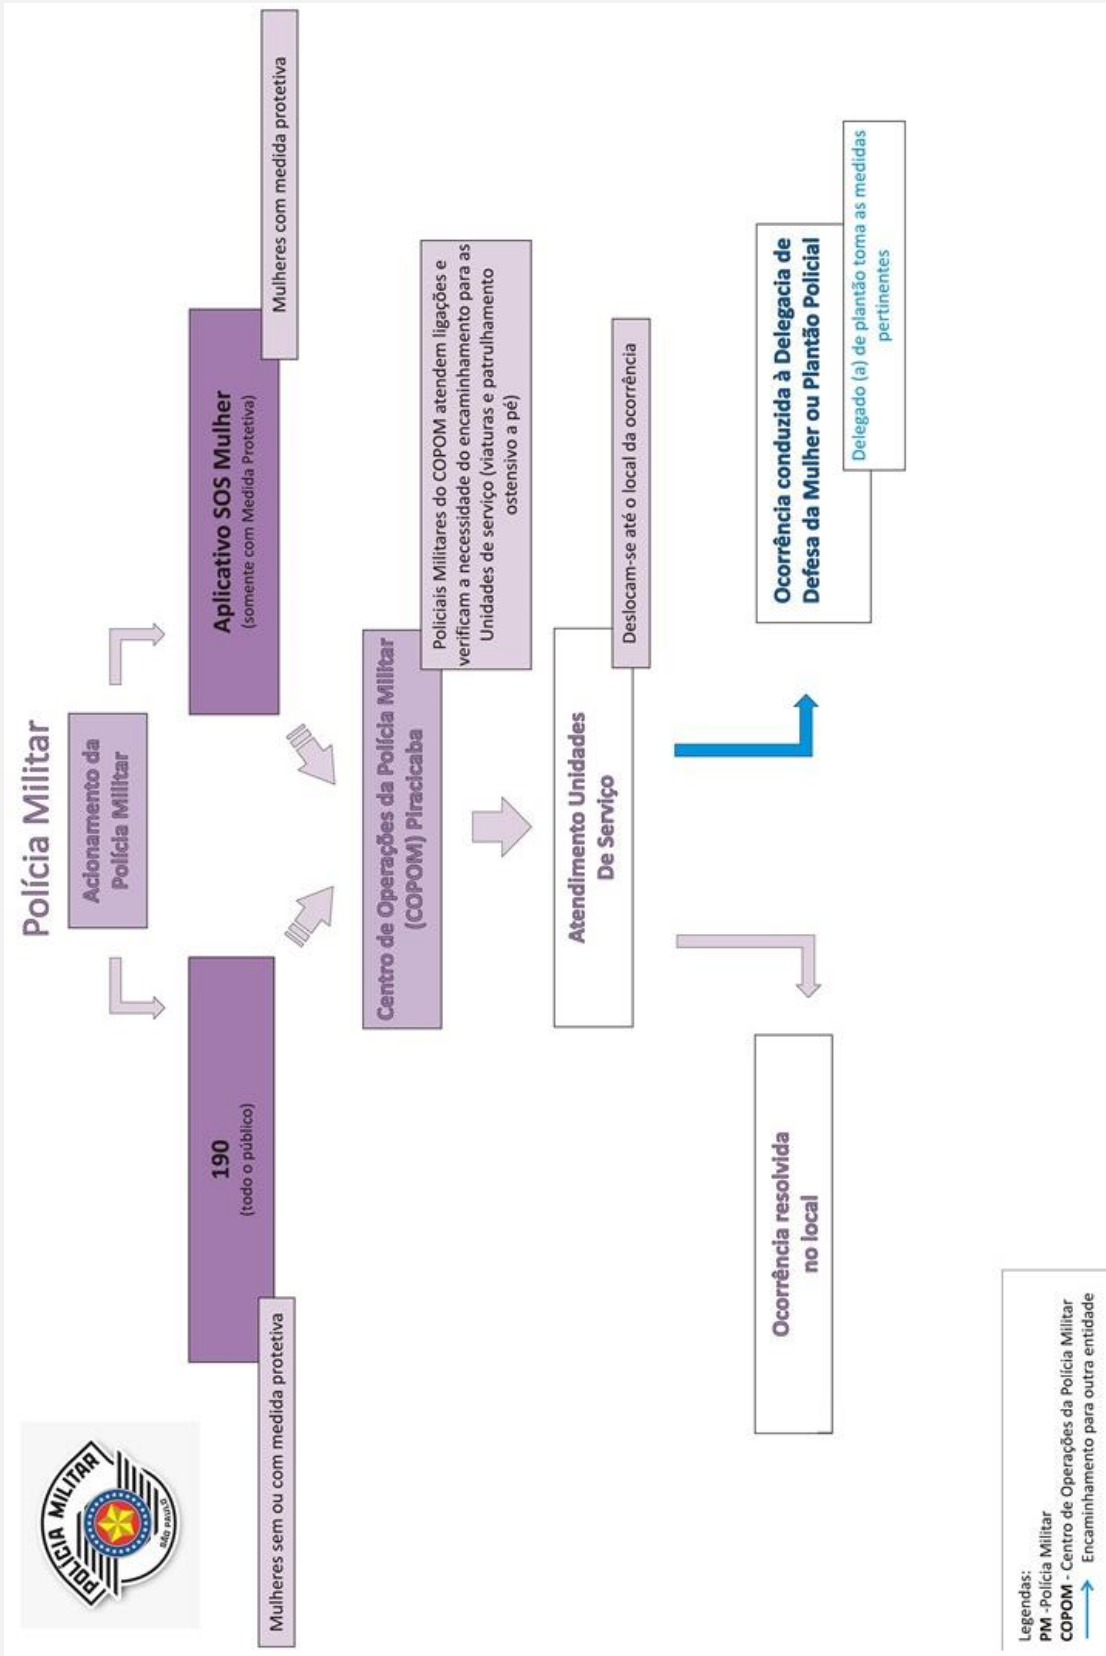 POLÍCIA MILITAR
SÃO PAULO
Polícia Militar
Acionamento da
Polícia Militar
190
(todo o público)
Mulheres sem ou com medida protetiva
Aplicativo SOS Mulher
(somente com Medida Protetiva)
Mulheres com medida protetiva
Centro de Operações da Polícia Militar
(COPOM) Piracicaba
Policiais Militares do COPOM atendem ligações e
verificam a necessidade do encaminhamento para as
Unidades de serviço (viaturas e patrulhamento
ostensivo a pé)
Atendimento Unidades
De Serviço
Deslocam-se até o local da ocorrência
Ocorrência resolvida
no local
Ocorrência conduzida à Delegacia de
Defesa da Mulher ou Plantão Policial
Delegado (a) de plantão toma as medidas
pertinentes
Legendas:
PM -Polícia Militar
COPOM - Centro de Operações da Polícia Militar
Encaminhamento para outra entidade